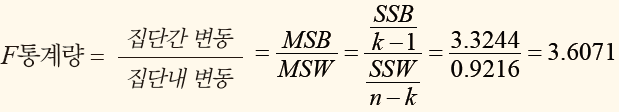 F통계량 = 집단간 변동 / 집단내 변동 = MSB / MSW = (SSB / k − 1) / (SSW / n − k) = 3.3244 / 0.9216 = 3.6071